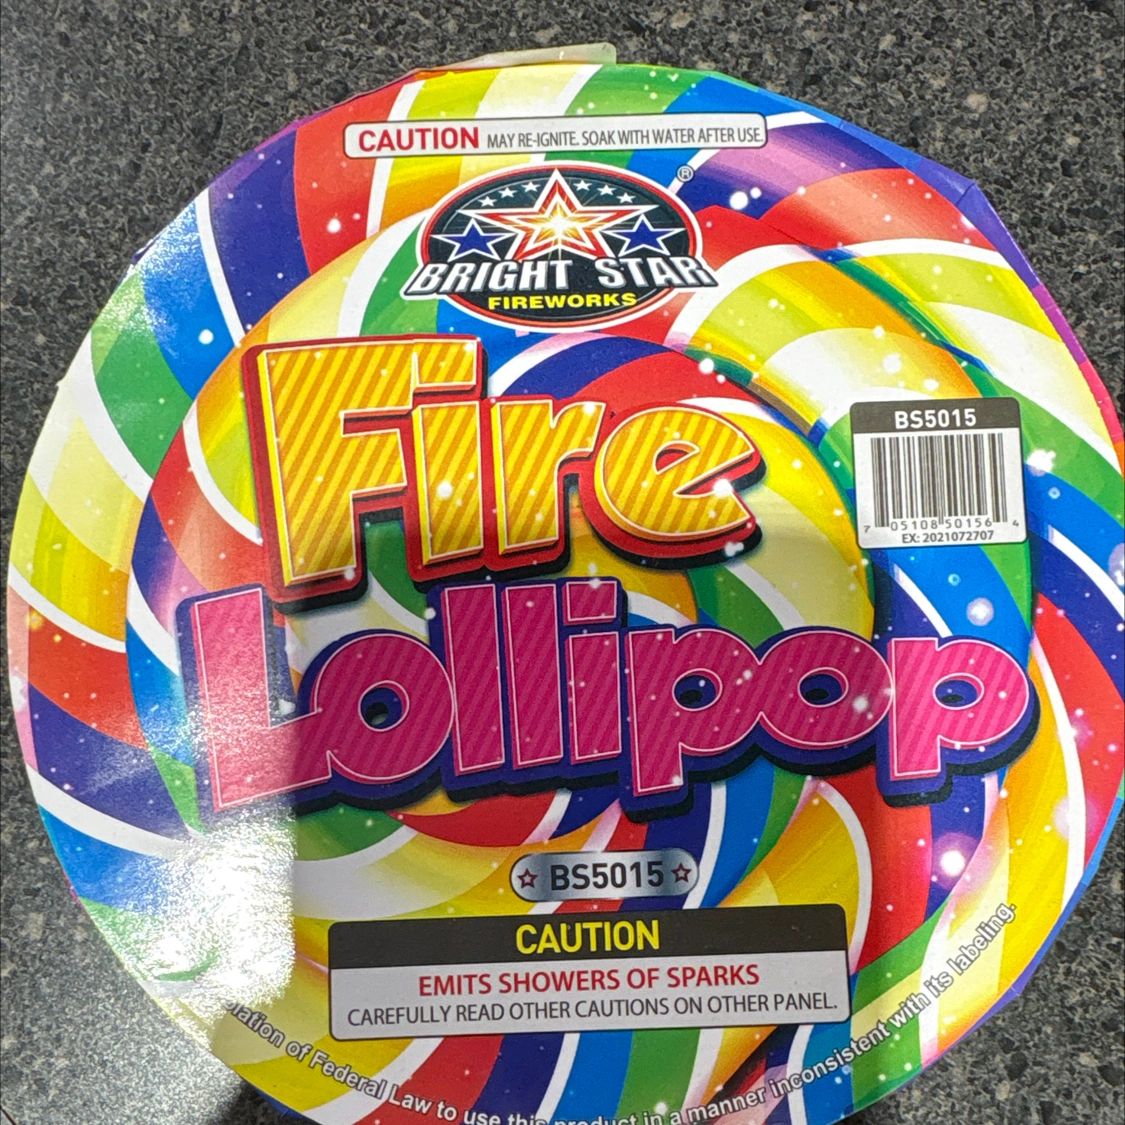 CAUTION MAY RE-IGNITE. SOAK WITH WATER AFTER USE.
®
BRIGHT STAR
FIREWORKS
Fire
Lollipop
BS5015
7 05108 50156 4
EX: 2021072707
BS5015
CAUTION
EMITS SHOWERS OF SPARKS
CAREFULLY READ OTHER CAUTIONS ON OTHER PANEL.
of Federal Law to use this product in a manner inconsistent with its labeling.